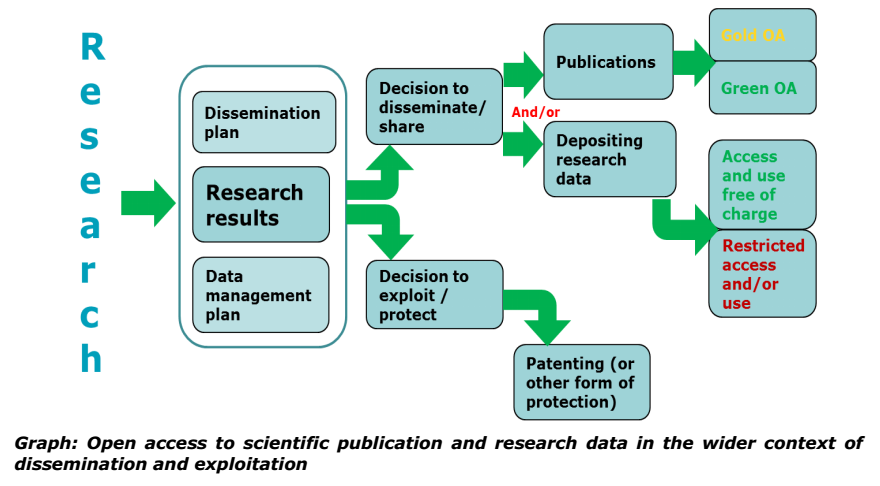 Research
Dissemination
plan
Research
results
Data
management
plan
Decision to
disseminate/
share
And/or
Decision to
exploit /
protect
Publications
Depositing
research
data
Patenting (or
other form of
protection)
Gold OA
Green OA
Access
and use
free of
charge
Restricted
access
and/or
use
Graph: Open access to scientific publication and research data in the wider context of
dissemination and exploitation